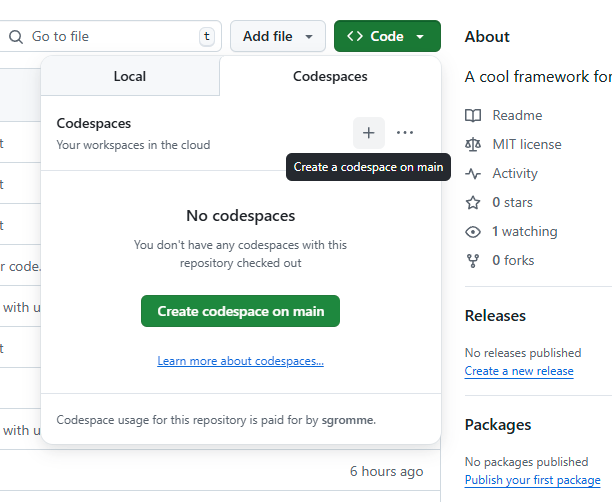 Go to file
t
Add file
Code
About
Local
Codespaces
A cool framework for
t
Codespaces
Your workspaces in the cloud
Create a codespace on main
Readme
MIT license
Activity
0 stars
1 watching
0 forks
t
t
r code.
with u
t
with u
No codespaces
You don't have any codespaces with this
repository checked out
Create codespace on main
Learn more about codespaces...
Codespace usage for this repository is paid for by sgromme.
6 hours ago
Releases
No releases published
Create a new release
Packages
No packages published
Publish your first package